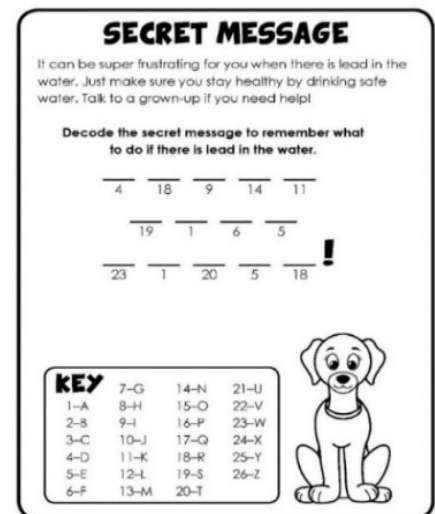 SECRET MESSAGE
It can be super frustrating for you when there is lead in the
water. Just make sure you stay healthy by drinking safe
water. Talk to a grown-up if you need help!
Decode the secret message to remember what
to do if there is lead in the water.
4 18 9 14 11
19 1 6 5
23 1 20 5 18 !
KEY 7-G 14-N 21-U
1-A 8-H 15-O 22-V
2-B 9-I 16-P 23-W
3-C 10-J 17-Q 24-X
4-D 11-K 18-R 25-Y
5-E 12-L 19-S 26-Z
6-F 13-M 20-T